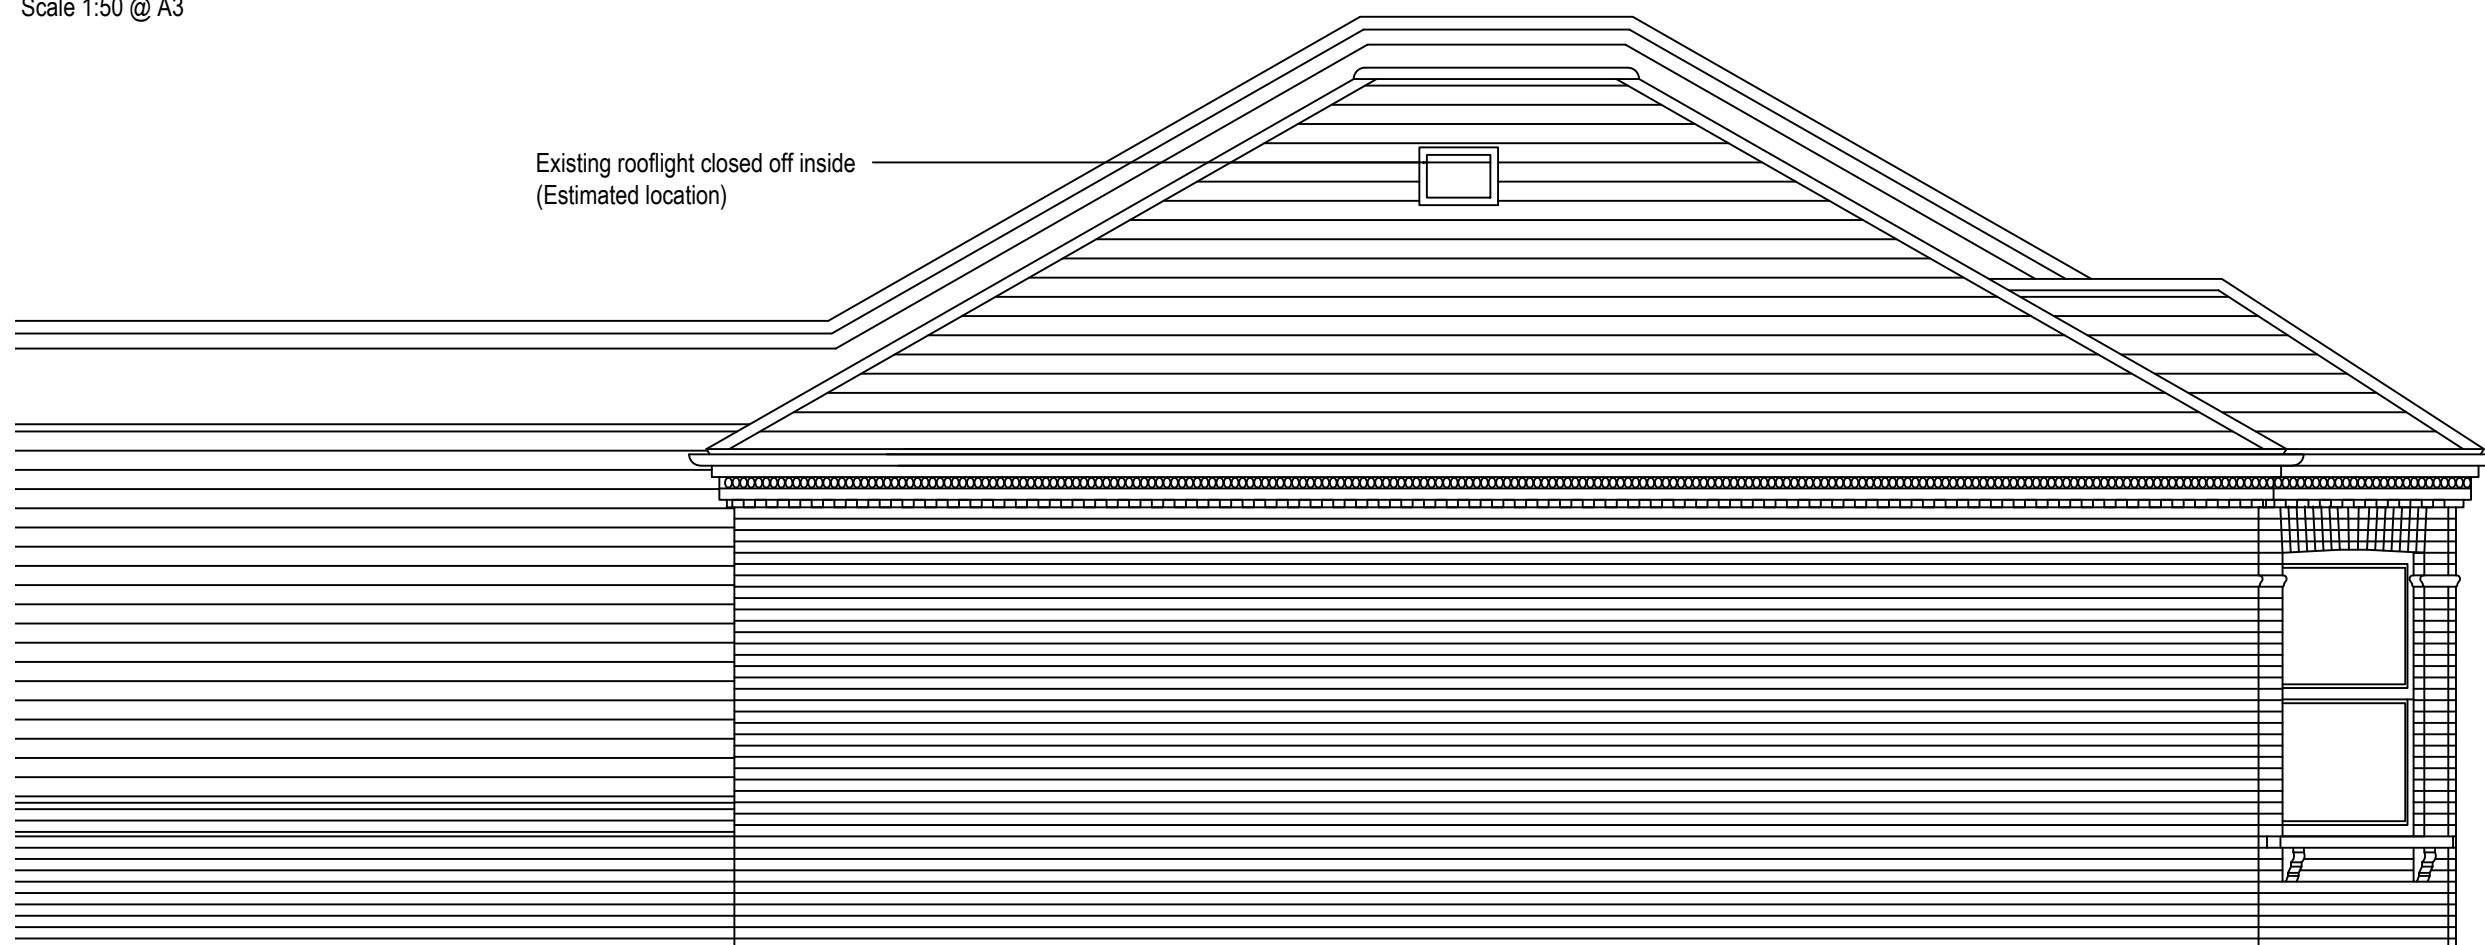 Scale 1:50 @ A3
Existing rooflight closed off inside
(Estimated location)